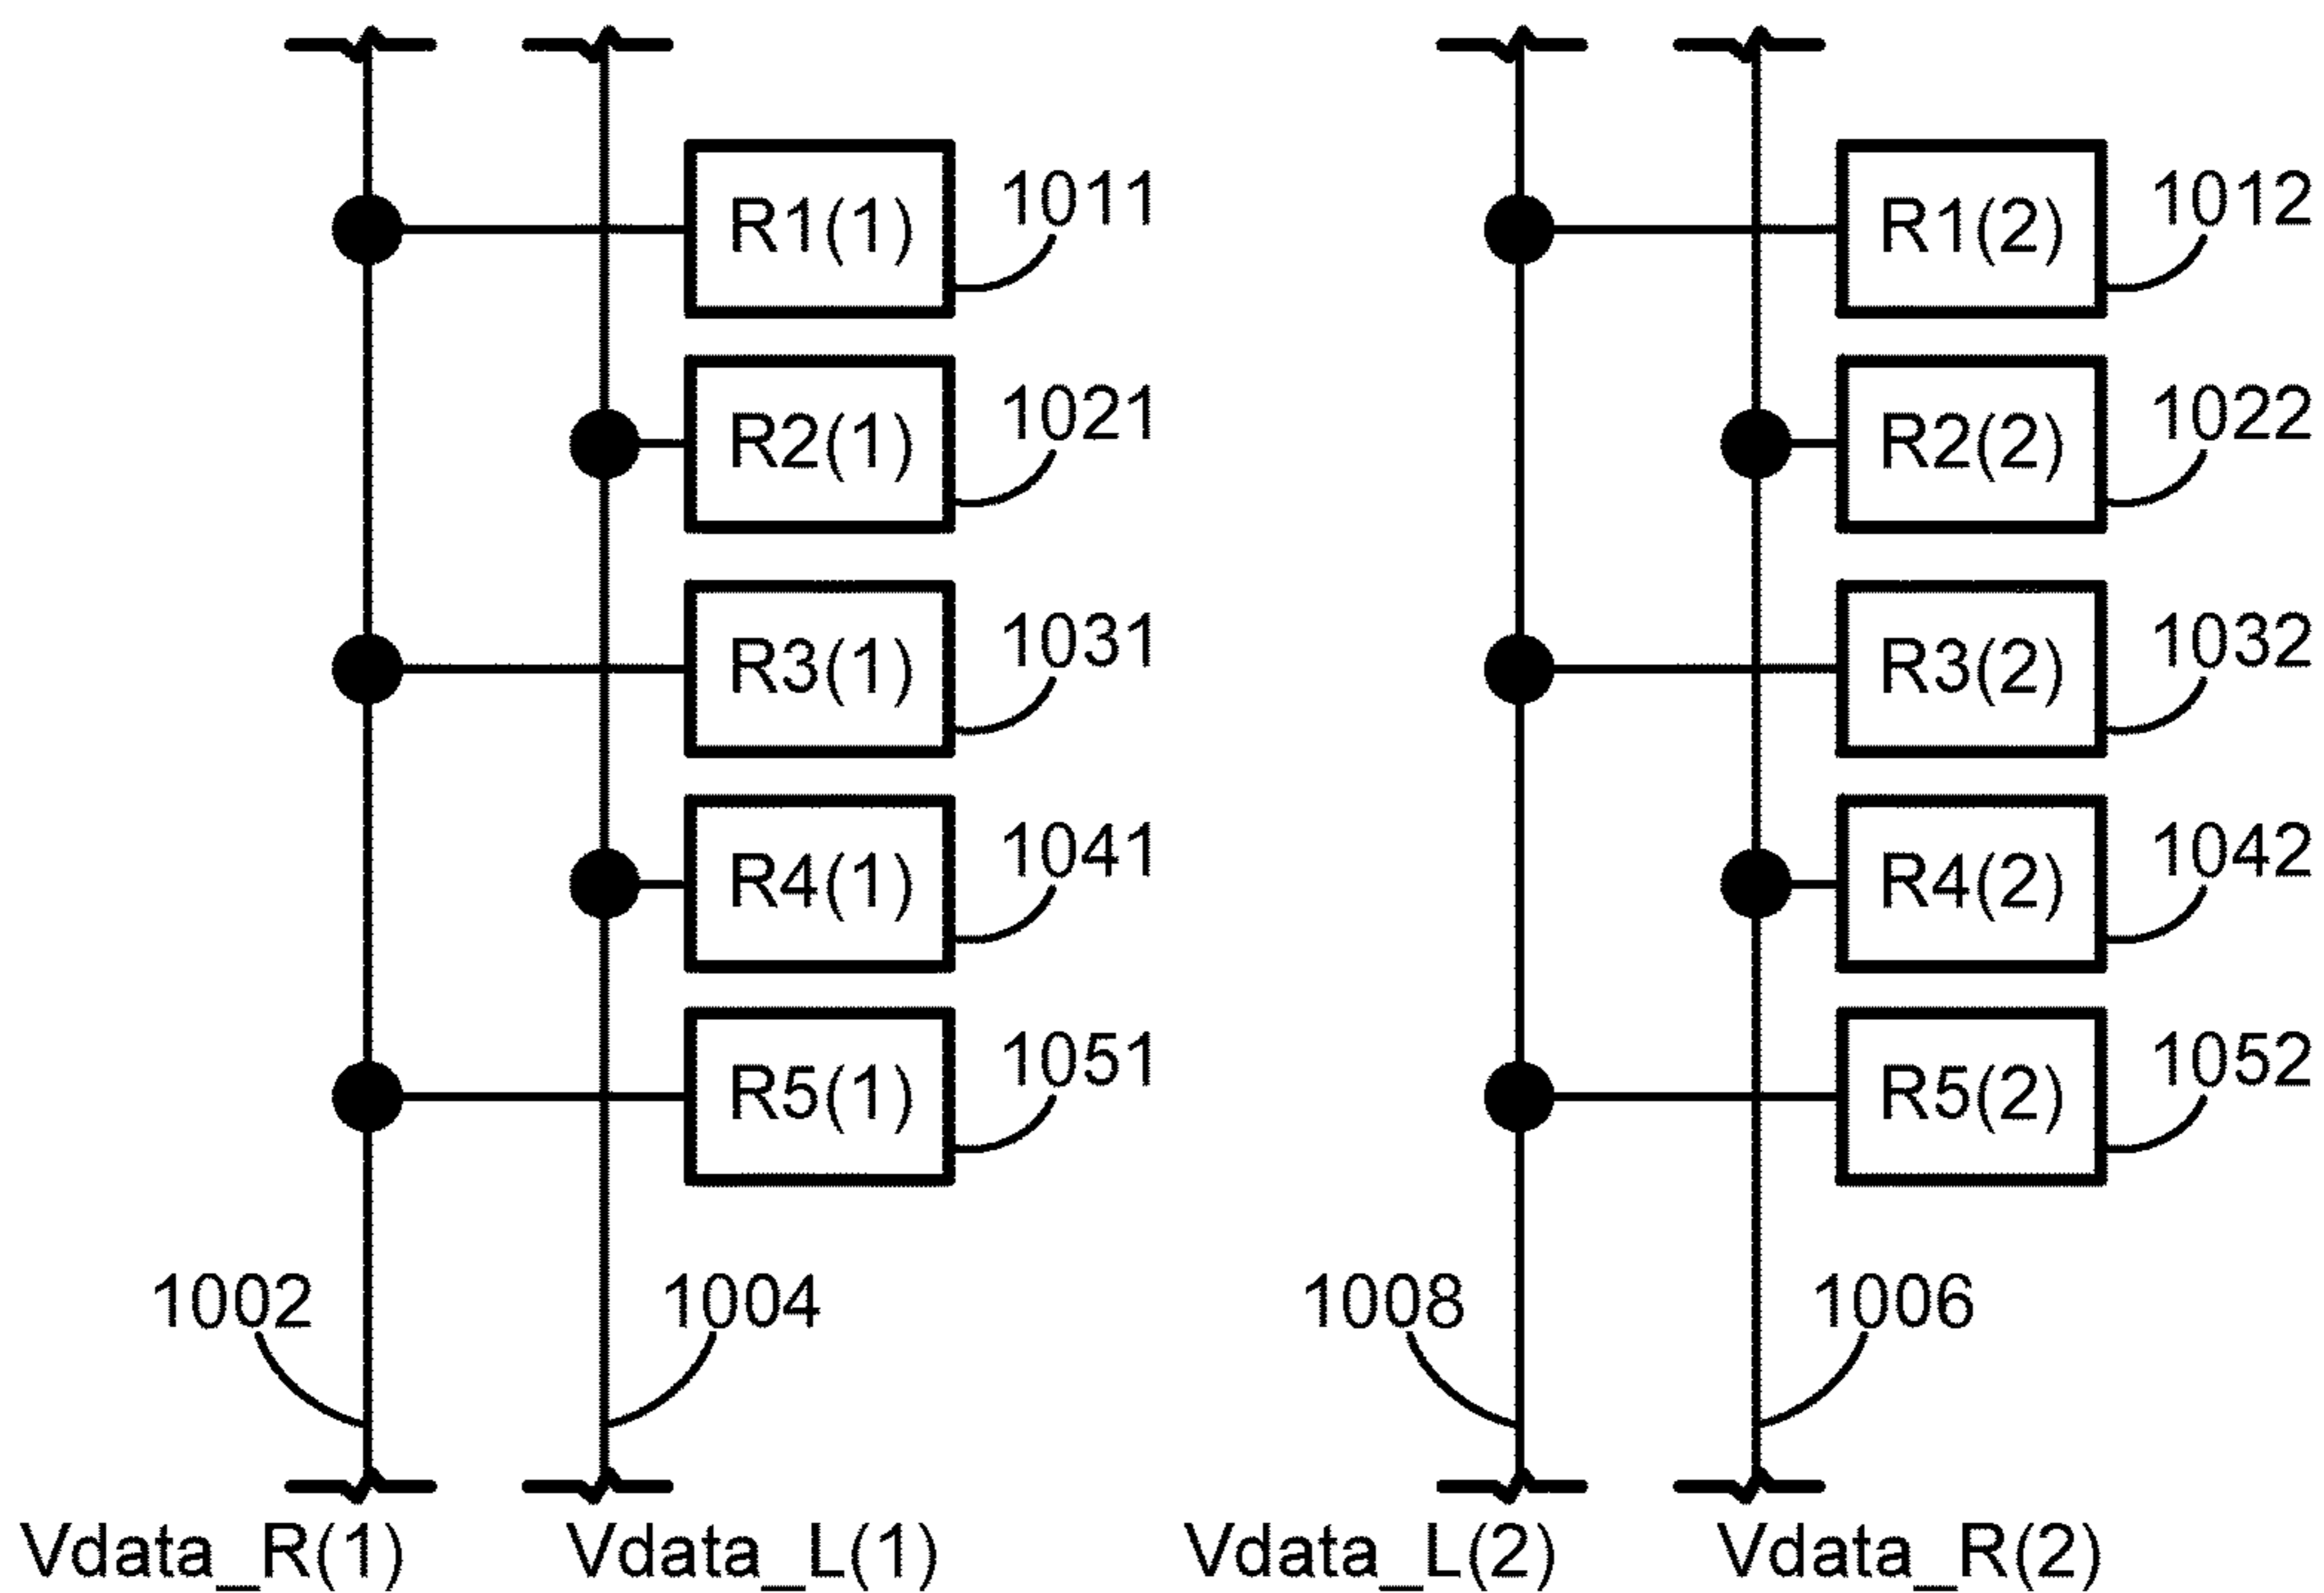 R1(1) 1011 R1(2) 1012
R2(1) 1021 R2(2) 1022
R3(1) 1031 R3(2) 1032
R4(1) 1041 R4(2) 1042
R5(1) 1051 R5(2) 1052
1002 1004 1008 1006
Vdata_R(1) Vdata_L(1) Vdata_L(2) Vdata_R(2)